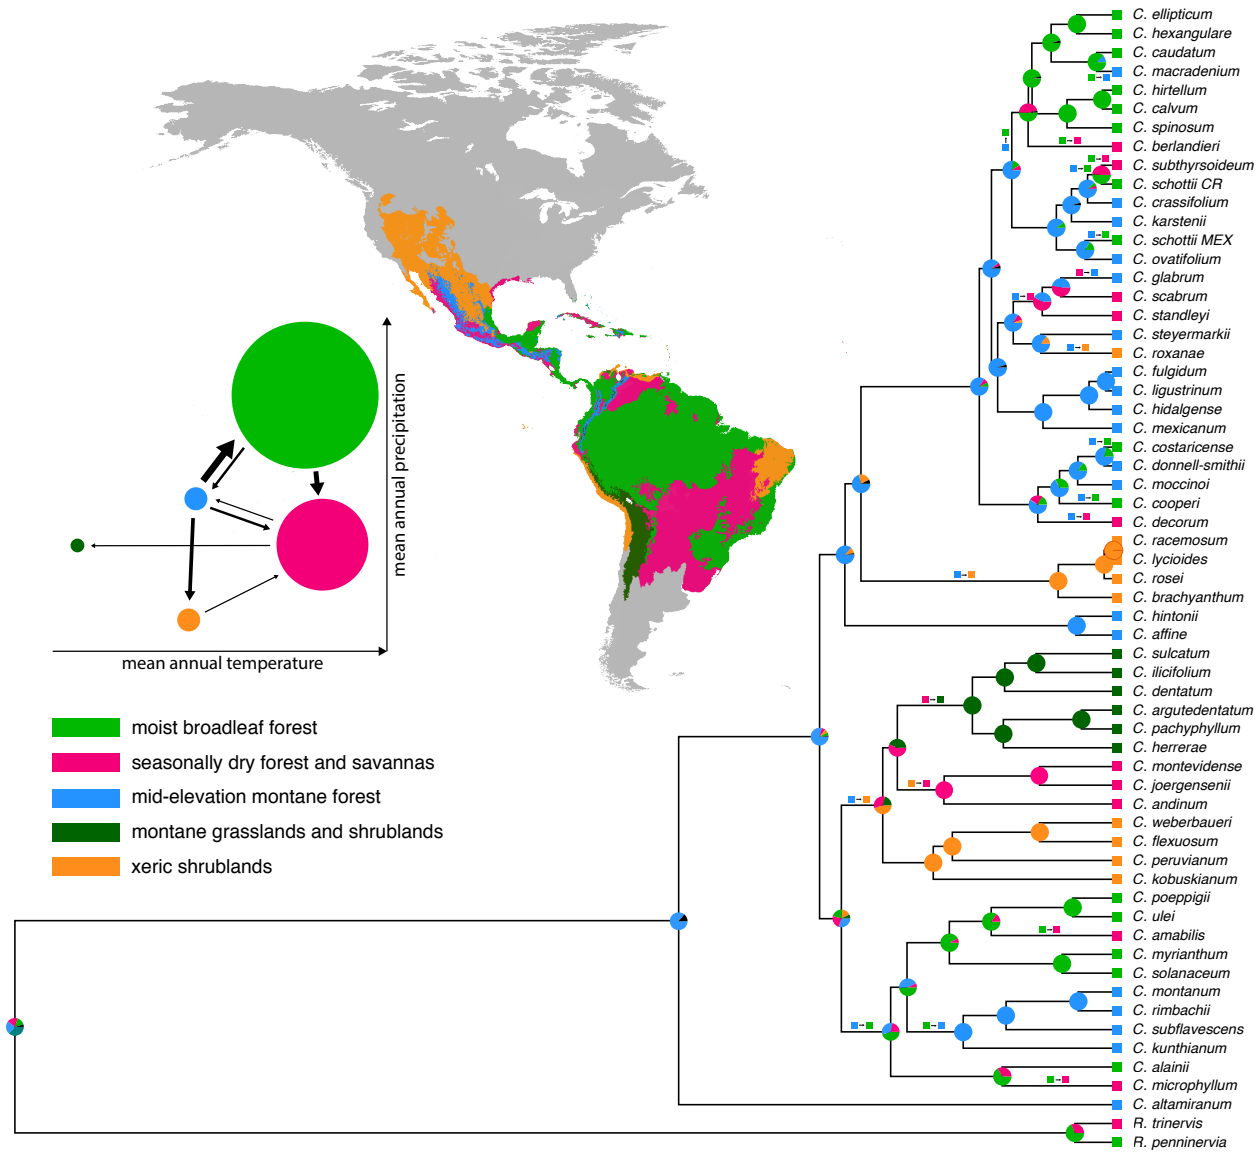 C. ellipticum
C. hexangulare
C. caudatum
C. macradenium
C. hirtellum
C. calvum
C. spinosum
C. berlandieri
C. subthyrsoideum
C. schottii CR
C. crassifolium
C. karstenii
C. schottii MEX
C. ovatifolium
C. glabrum
C. scabrum
C. standleyi
C. steyermarkii
C. roxanae
C. fulgidum
C. ligustrinum
C. hidalgense
C. mexicanum
C. costaricense
C. donnell-smithii
C. moccinoi
C. cooperi
C. decorum
C. racemosum
C. lycioides
C. rosei
C. brachyanthum
C. hintonii
C. affine
C. sulcatum
C. ilicifolium
C. dentatum
C. argutedentatum
C. pachyphyllum
C. herrerae
C. montevidense
C. joergensenii
C. andinum
C. weberbaueri
C. flexuosum
C. peruvianum
C. kobuskianum
C. poeppigii
C. ulei
C. amabilis
C. myrianthum
C. solanaceum
C. montanum
C. rimbachii
C. subflavescens
C. kunthianum
C. alainii
C. microphyllum
C. altamiranum
R. trinervis
R. penninervia
mean annual precipitation
mean annual temperature
moist broadleaf forest
seasonally dry forest and savannas
mid-elevation montane forest
montane grasslands and shrublands
xeric shrublands